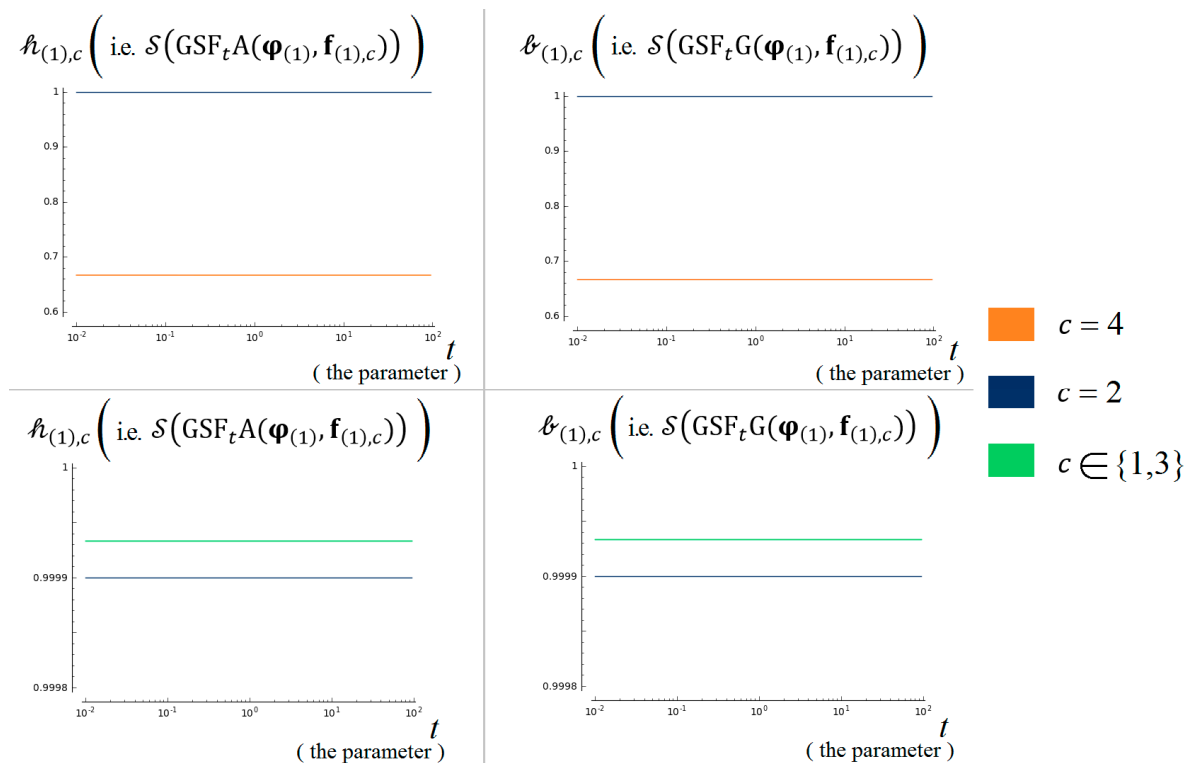 𝒽(1),c ( i.e. 𝒮(GSFtA(𝛗(1), 𝐟(1),c)) )
1
0.9
0.8
0.7
0.6
10-2 10-1 100 101 102
t
( the parameter )
𝒷(1),c ( i.e. 𝒮(GSFtG(𝛗(1), 𝐟(1),c)) )
1
0.9
0.8
0.7
0.6
10-2 10-1 100 101 102
t
( the parameter )
𝒽(1),c ( i.e. 𝒮(GSFtA(𝛗(1), 𝐟(1),c)) )
1
0.9999
0.9998
10-2 10-1 100 101 102
t
( the parameter )
𝒷(1),c ( i.e. 𝒮(GSFtG(𝛗(1), 𝐟(1),c)) )
1
0.9999
0.9998
10-2 10-1 100 101 102
t
( the parameter )
c = 4
c = 2
c ∈ {1,3}